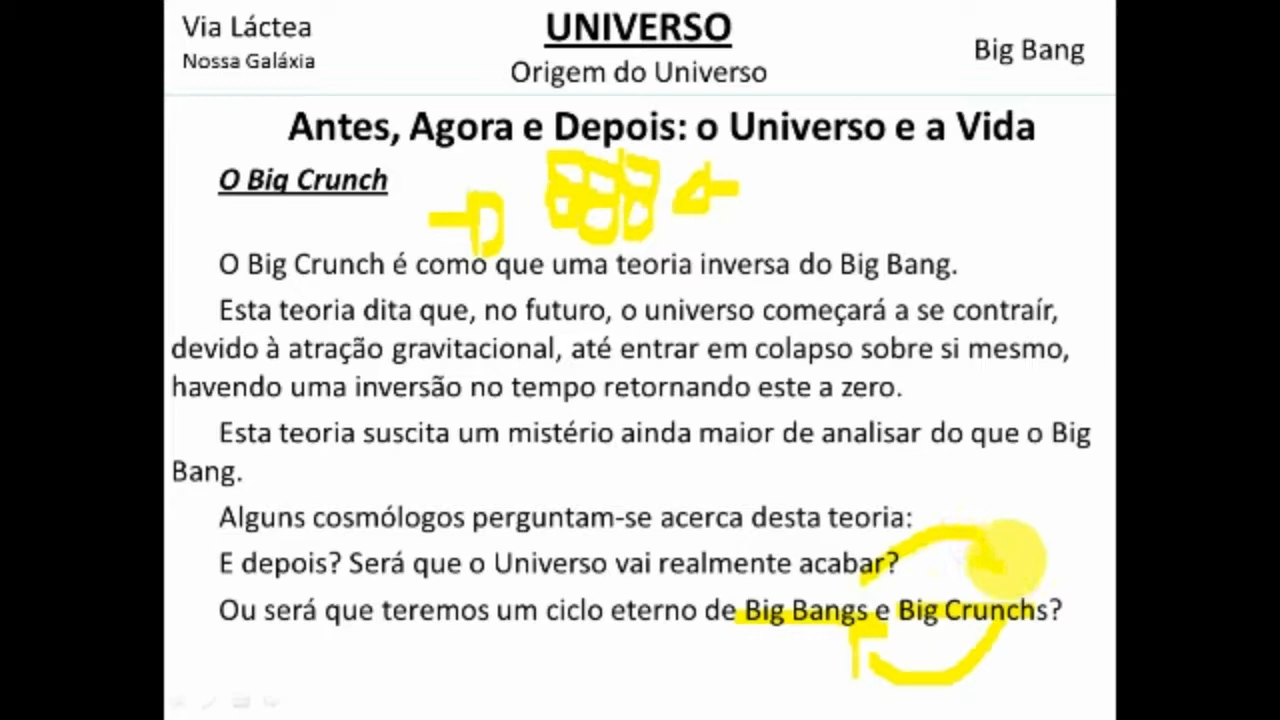 Via Láctea
Nossa Galáxia
UNIVERSO
Origem do Universo
Big Bang
Antes, Agora e Depois: o Universo e a Vida
O Big Crunch
O Big Crunch é como que uma teoria inversa do Big Bang.
Esta teoria dita que, no futuro, o universo começará a se contraír,
devido à atração gravitacional, até entrar em colapso sobre si mesmo,
havendo uma inversão no tempo retornando este a zero.
Esta teoria suscita um mistério ainda maior de analisar do que o Big
Bang.
Alguns cosmólogos perguntam-se acerca desta teoria:
E depois? Será que o Universo vai realmente acabar?
Ou será que teremos um ciclo eterno de Big Bangs e Big Crunchs?